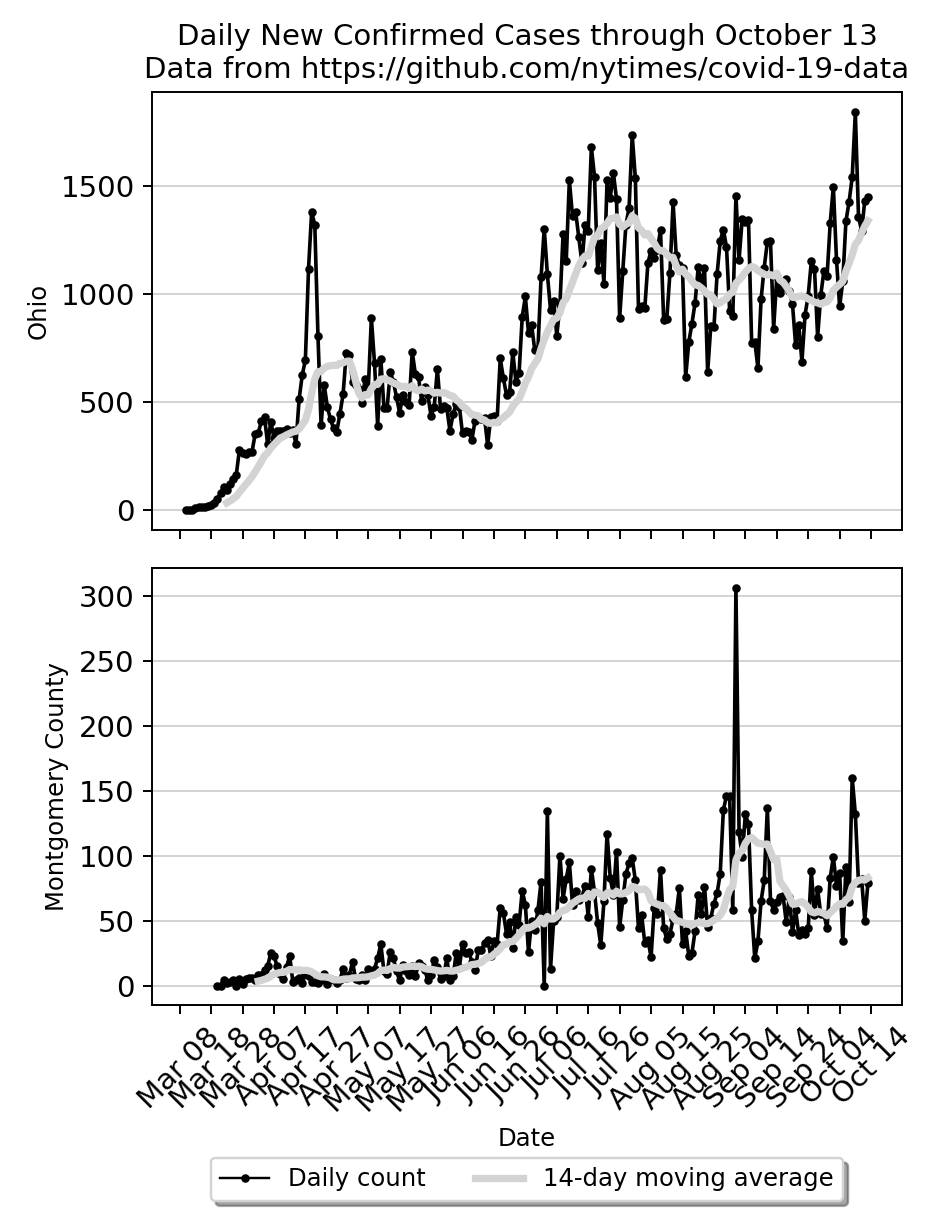 Daily New Confirmed Cases through October 13
Data from https://github.com/nytimes/covid-19-data
1500
1000
500
0
Ohio
300
250
200
150
100
50
0
Montgomery County
Mar 08
Mar 18
Mar 28
Apr 07
Apr 17
Apr 27
May 07
May 17
May 27
Jun 06
Jun 16
Jun 26
Jul 06
Jul 16
Jul 26
Aug 05
Aug 15
Aug 25
Sep 04
Sep 14
Sep 24
Oct 04
Oct 14
Date
Daily count
14-day moving average